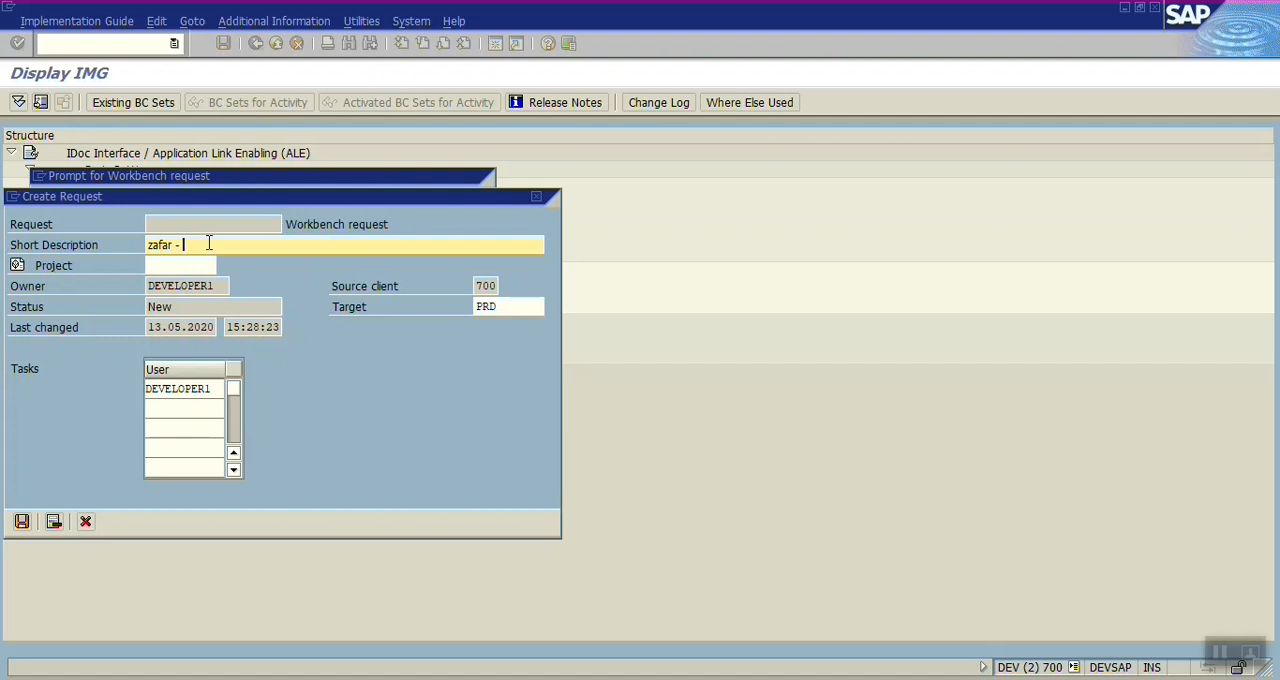 Implementation Guide Edit Goto Additional Information Utilities System Help
SAP
Display IMG
Existing BC Sets BC Sets for Activity Activated BC Sets for Activity Release Notes Change Log Where Else Used
Structure
IDoc Interface / Application Link Enabling (ALE)
Prompt for Workbench request
Create Request
Request Workbench request
Short Description zafar -
Project
Owner DEVELOPER1 Source client 700
Status New Target PRD
Last changed 13.05.2020 15:28:23
Tasks User
DEVELOPER1
DEV (2) 700 DEVSAP INS